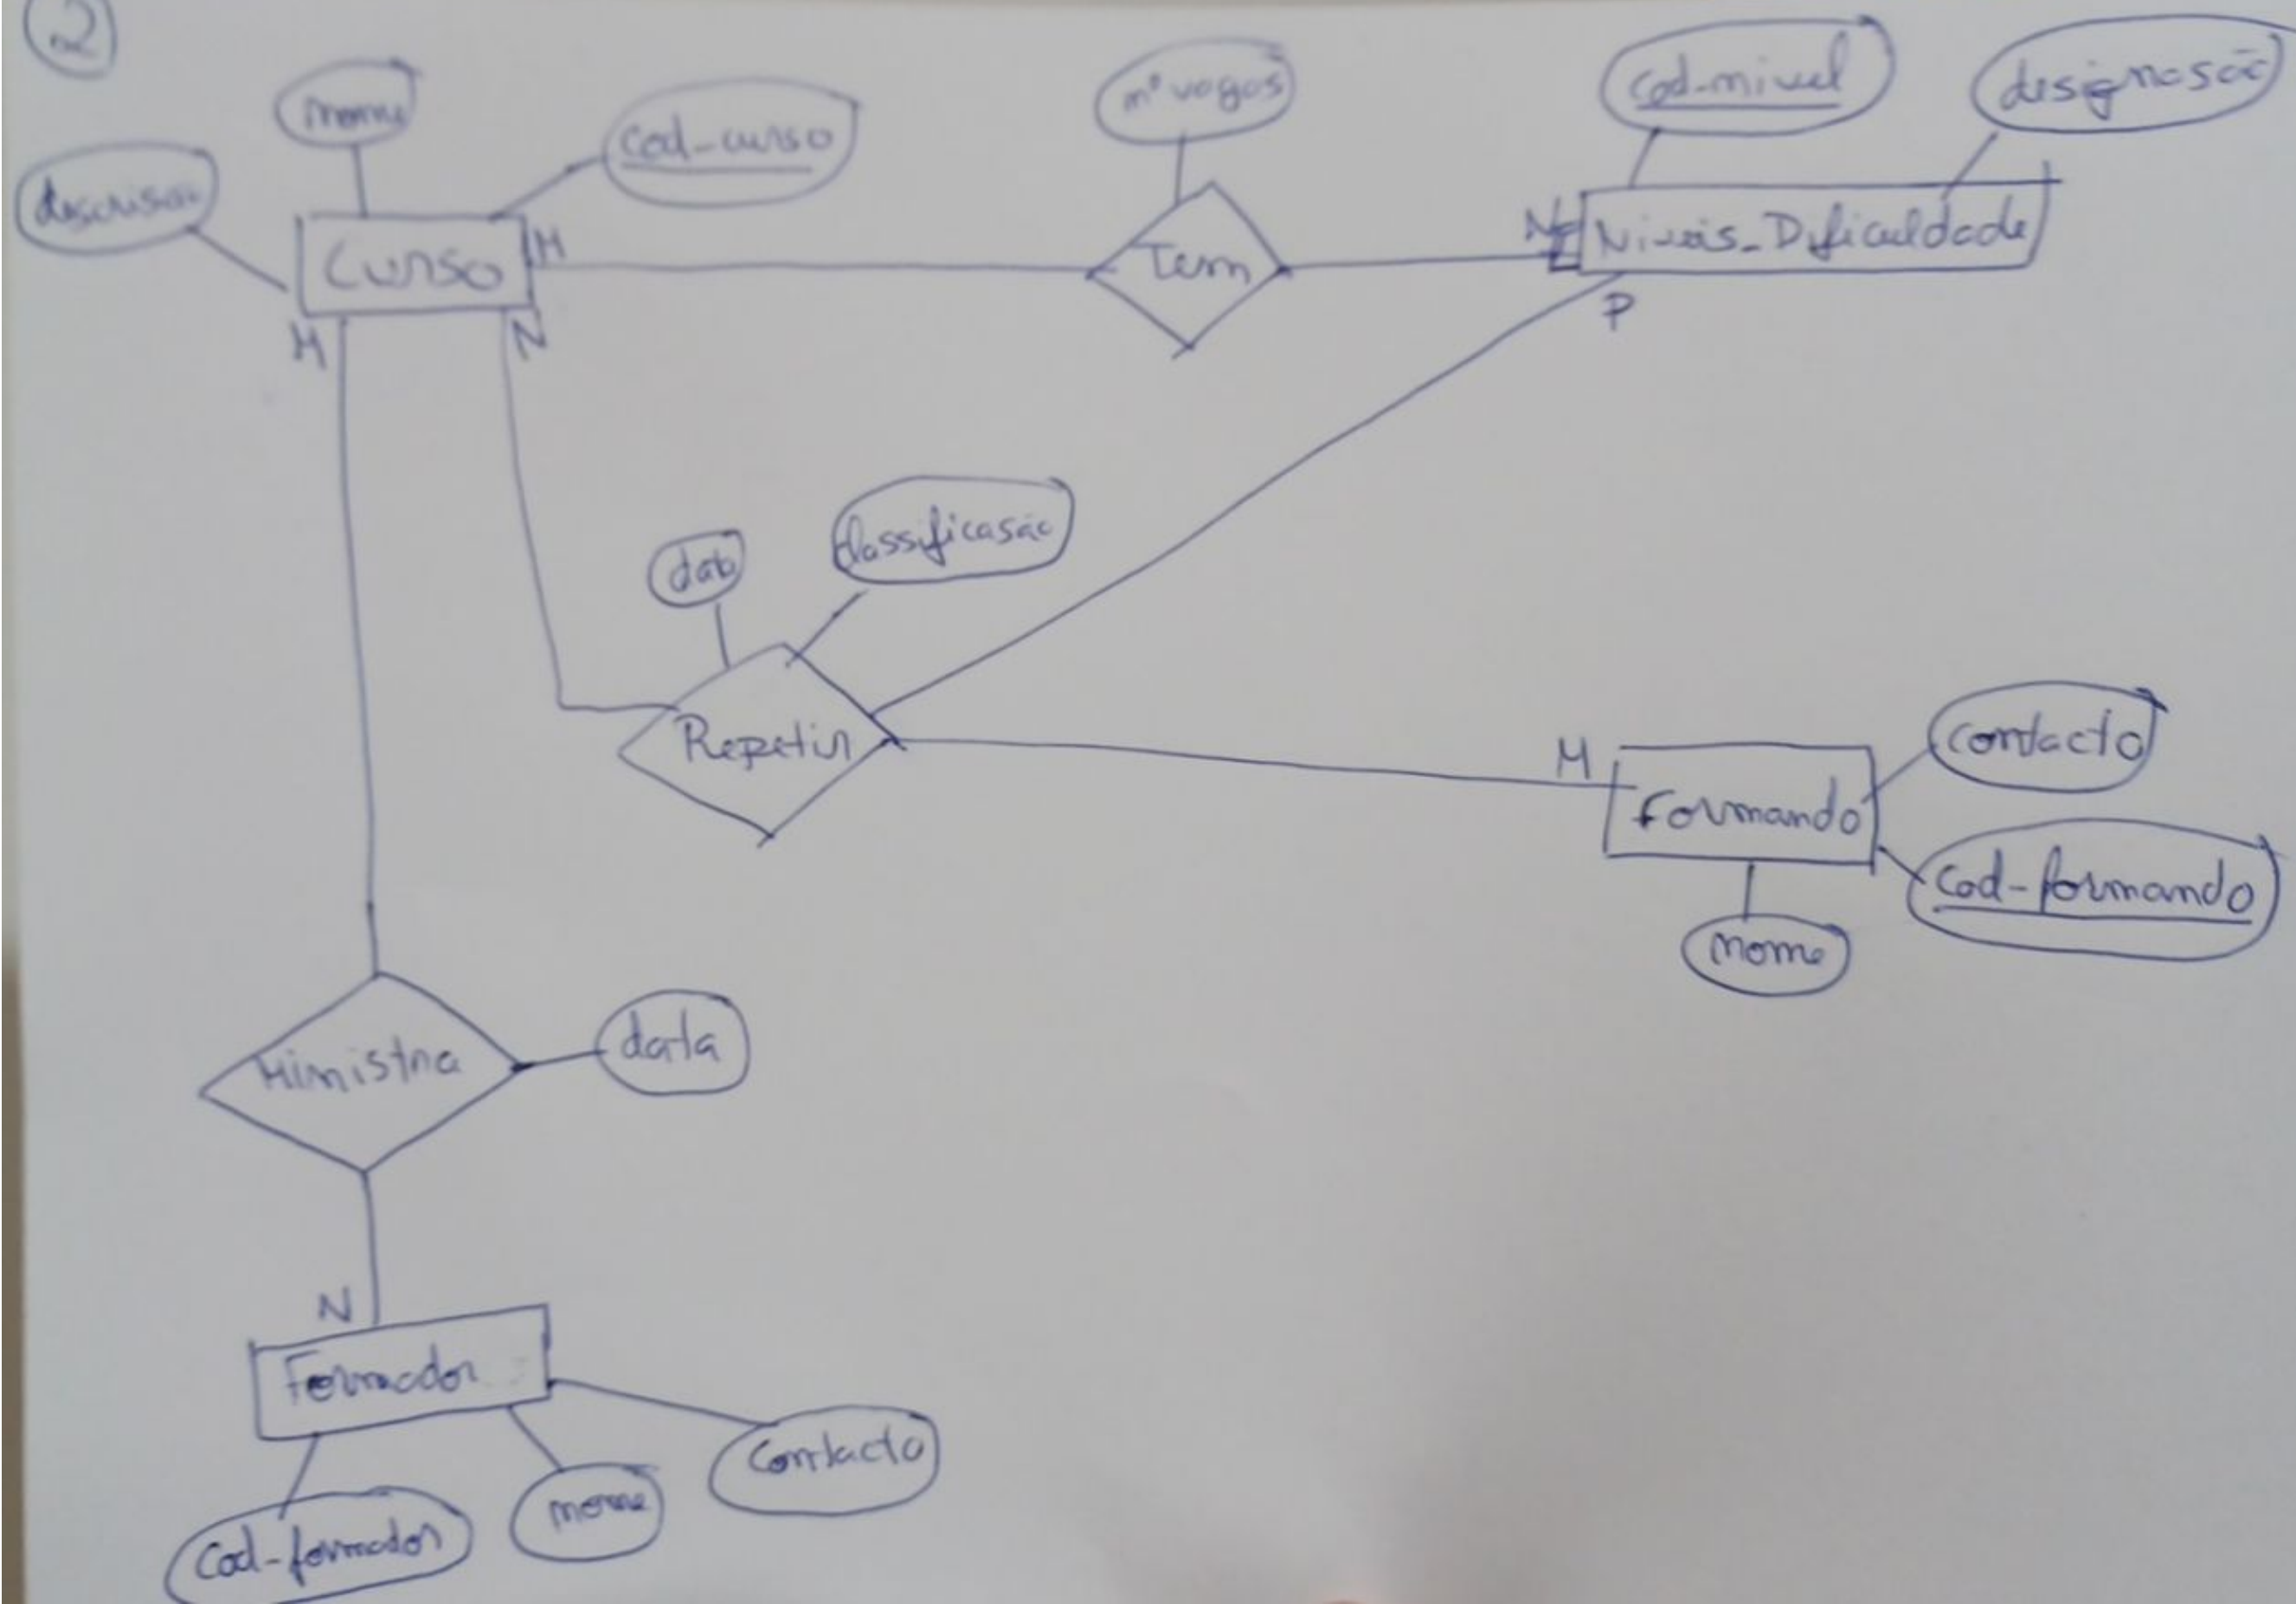 2
nome
cod-curso
descrisão
Curso
M
M
N
nº vagas
Tem
N
cod-nivel
designasão
Niveis_Dificuldade
P
data
classificasão
Repetir
M
Formando
contacto
cod-formando
nome
Ministra
data
N
Formador
Cod-formador
nome
Contacto